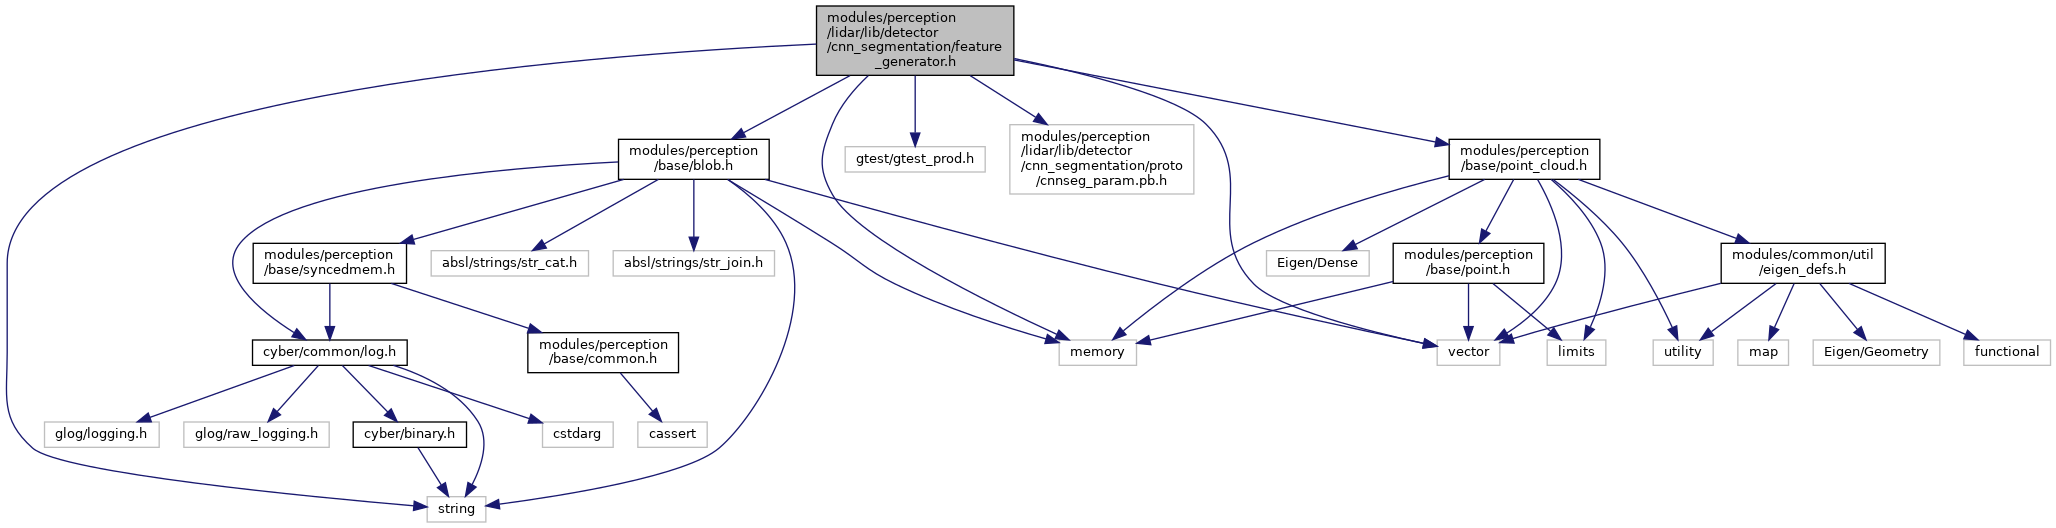 modules/perception
/lidar/lib/detector
/cnn_segmentation/feature
_generator.h
modules/perception
/base/blob.h
gtest/gtest_prod.h
modules/perception
/lidar/lib/detector
/cnn_segmentation/proto
/cnnseg_param.pb.h
modules/perception
/base/point_cloud.h
modules/perception
/base/syncedmem.h
absl/strings/str_cat.h
absl/strings/str_join.h
Eigen/Dense
modules/perception
/base/point.h
modules/common/util
/eigen_defs.h
cyber/common/log.h
modules/perception
/base/common.h
memory
vector
limits
utility
map
Eigen/Geometry
functional
glog/logging.h
glog/raw_logging.h
cyber/binary.h
cstdarg
cassert
string